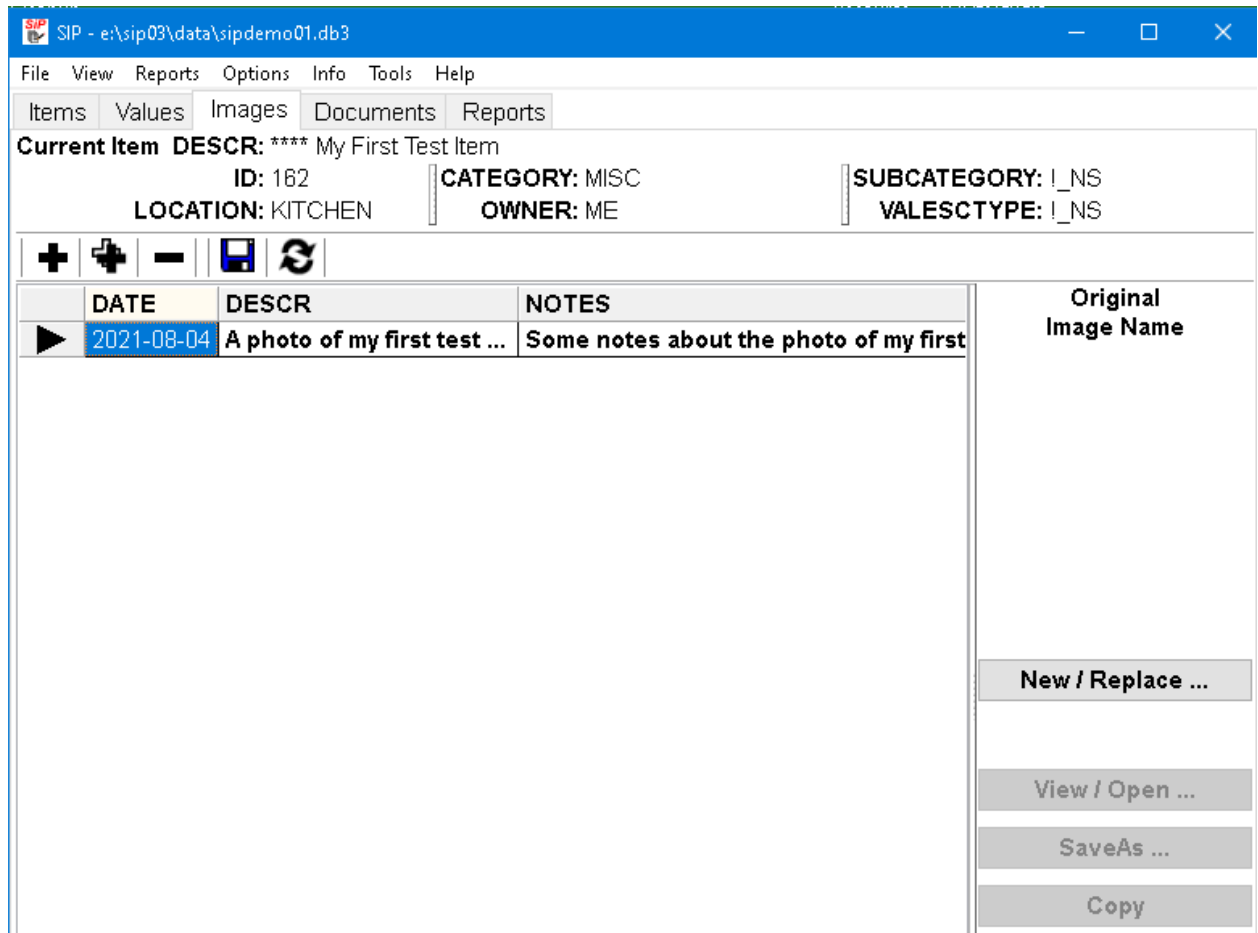 SIP - e:\sip03\data\sipdemo01.db3
File View Reports Options Info Tools Help
Items Values Images Documents Reports
Current Item DESCR: **** My First Test Item
ID: 162 CATEGORY: MISC SUBCATEGORY: !_NS
LOCATION: KITCHEN OWNER: ME VALESCTYPE: !_NS
DATE DESCR NOTES
2021-08-04 A photo of my first test ... Some notes about the photo of my first
Original
Image Name
New / Replace ...
View / Open ...
SaveAs ...
Copy